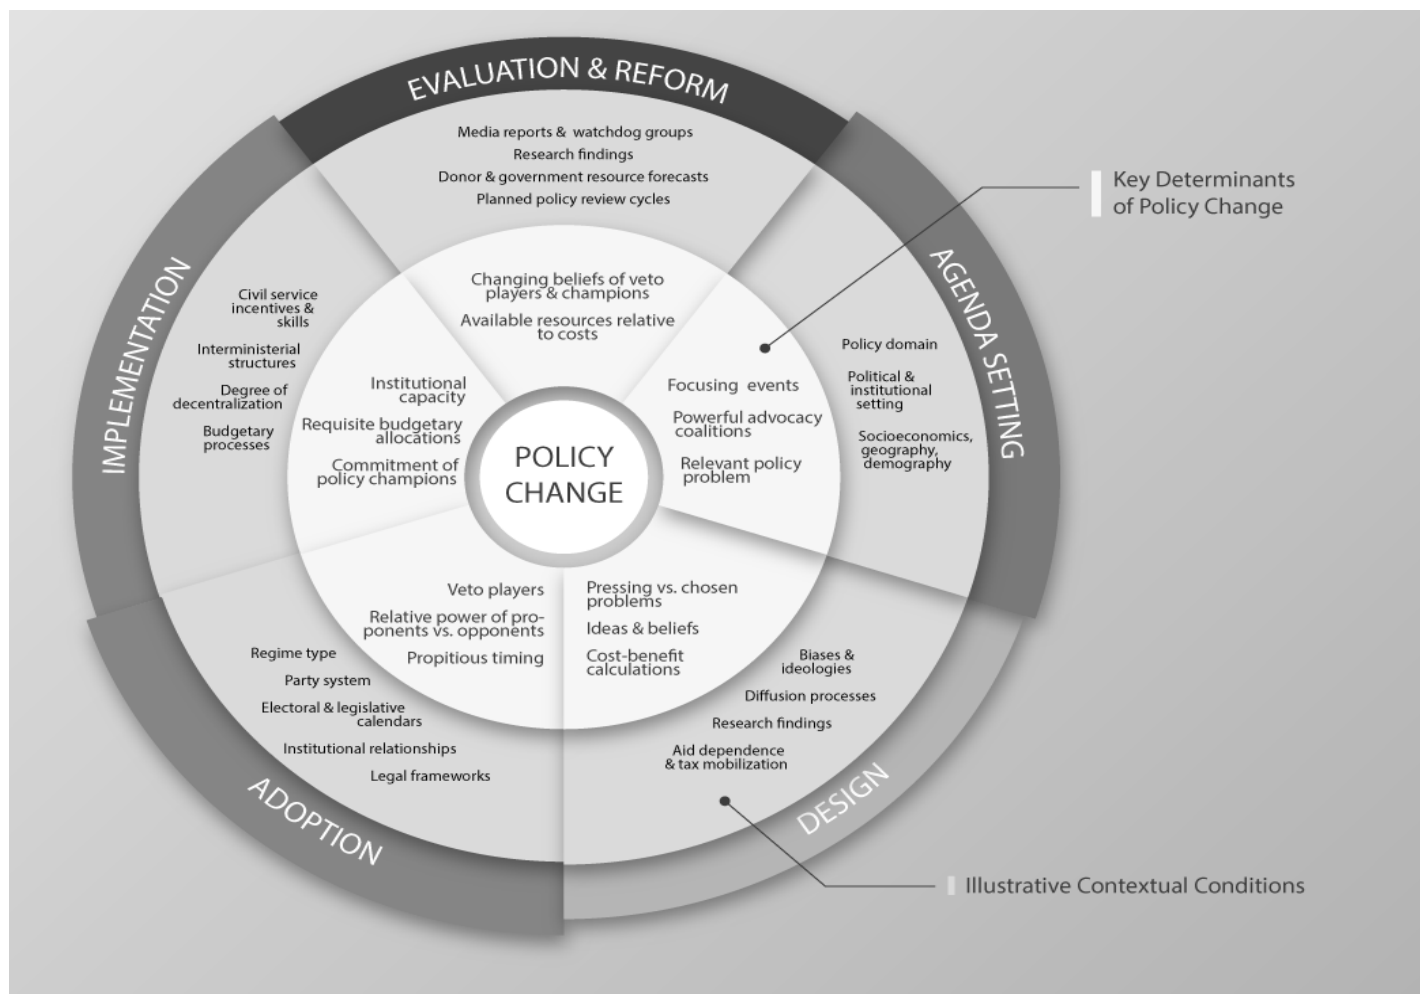 EVALUATION & REFORM
Media reports & watchdog groups
Research findings
Donor & government resource forecasts
Planned policy review cycles
Changing beliefs of veto
players & champions
Available resources relative
to costs
Key Determinants
of Policy Change
AGENDA SETTING
Policy domain
Political &
institutional
setting
Socioeconomics,
geography,
demography
Focusing events
Powerful advocacy
coalitions
Relevant policy
problem
POLICY
CHANGE
IMPLEMENTATION
Civil service
incentives &
skills
Interministerial
structures
Degree of
decentralization
Budgetary
processes
Institutional
capacity
Requisite budgetary
allocations
Commitment of
policy champions
Veto players
Relative power of pro-
ponents vs. opponents
Propitious timing
Regime type
Party system
Electoral & legislative
calendars
Institutional relationships
Legal frameworks
ADOPTION
Pressing vs. chosen
problems
Ideas & beliefs
Cost-benefit
calculations
Biases &
ideologies
Diffusion processes
Research findings
Aid dependence
& tax mobilization
DESIGN
Illustrative Contextual Conditions